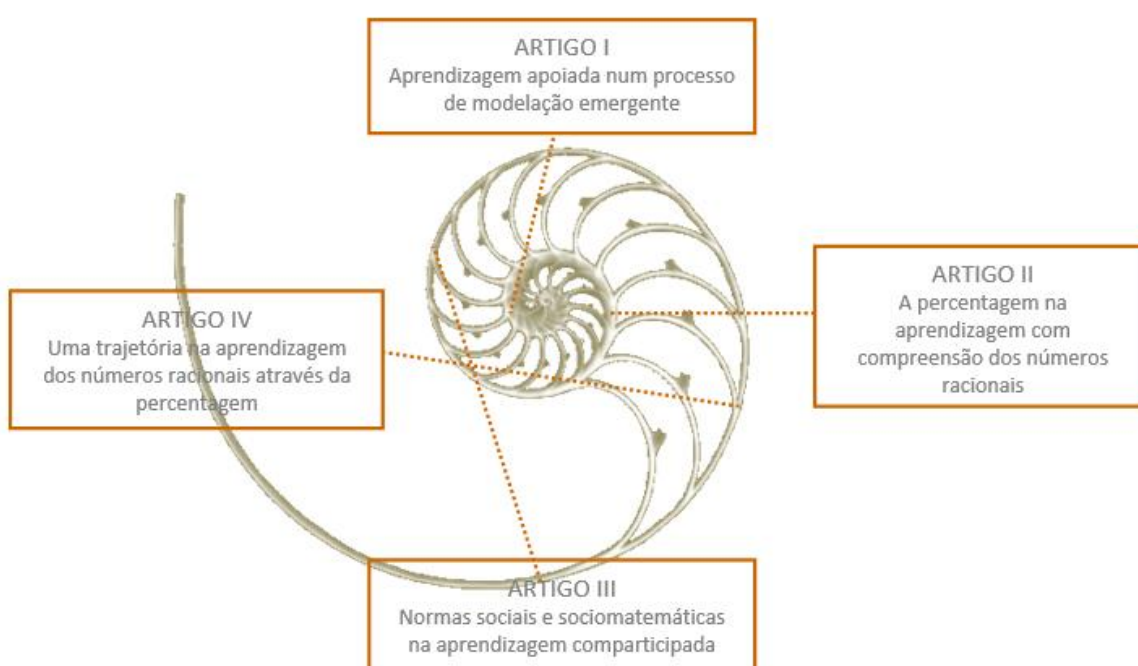 ARTIGO I
Aprendizagem apoiada num processo
de modelação emergente
ARTIGO II
A percentagem na
aprendizagem com
compreensão dos números
racionais
ARTIGO IV
Uma trajetória na aprendizagem
dos números racionais através da
percentagem
ARTIGO III
Normas sociais e sociomatemáticas
na aprendizagem comparticipada